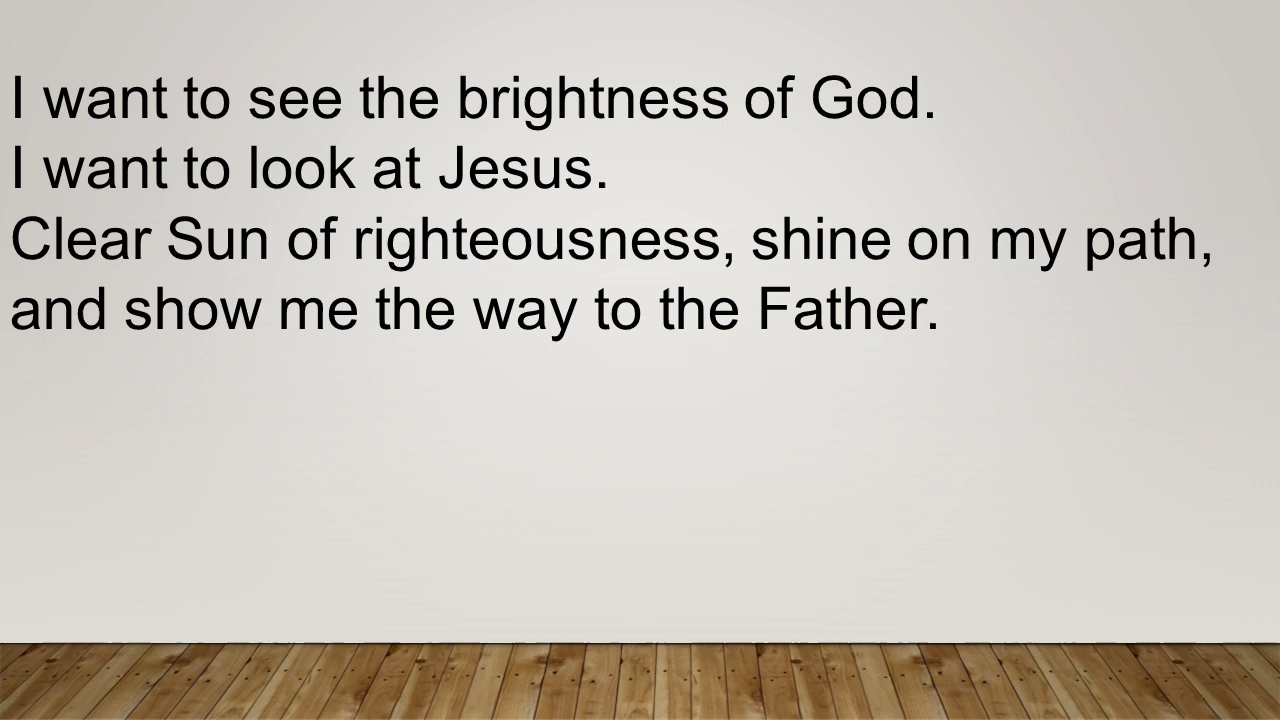 I want to see the brightness of God.
I want to look at Jesus.
Clear Sun of righteousness, shine on my path,
and show me the way to the Father.